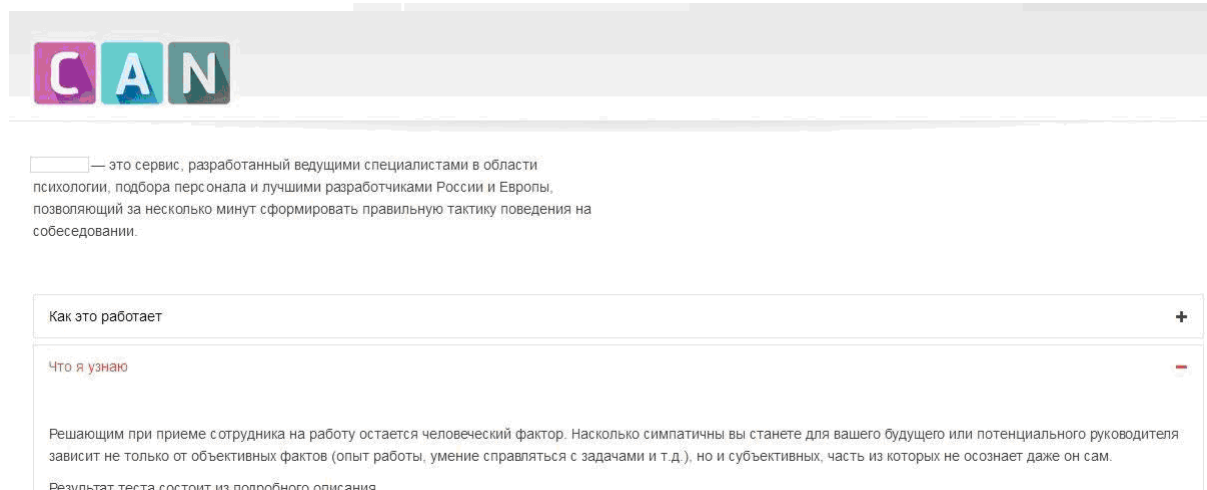 CAN
— это сервис, разработанный ведущими специалистами в области
психологии, подбора персонала и лучшими разработчиками России и Европы,
позволяющий за несколько минут сформировать правильную тактику поведения на
собеседовании.
Как это работает +
Что я узнаю −
Решающим при приеме сотрудника на работу остается человеческий фактор. Насколько симпатичны вы станете для вашего будущего или потенциального руководителя
зависит не только от объективных фактов (опыт работы, умение справляться с задачами и т.д.), но и субъективных, часть из которых не осознает даже он сам.
Результат теста состоит из подробного описания